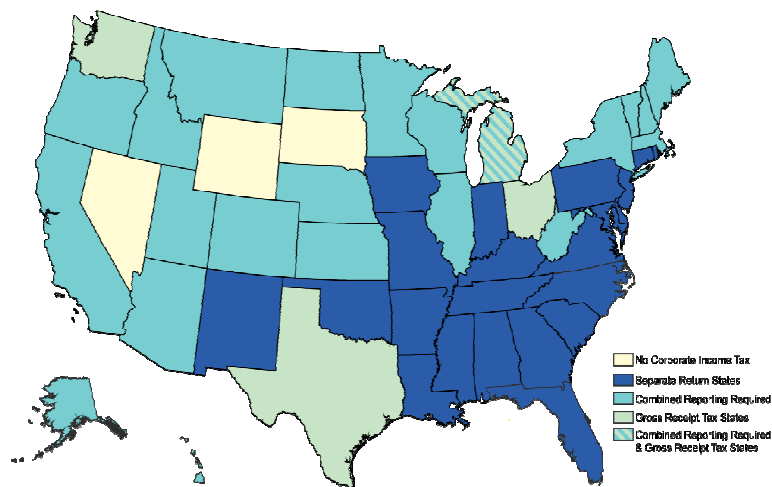 No Corporate Income Tax
Separate Return States
Combined Reporting Required
Gross Receipt Tax States
Combined Reporting Required
& Gross Receipt Tax States